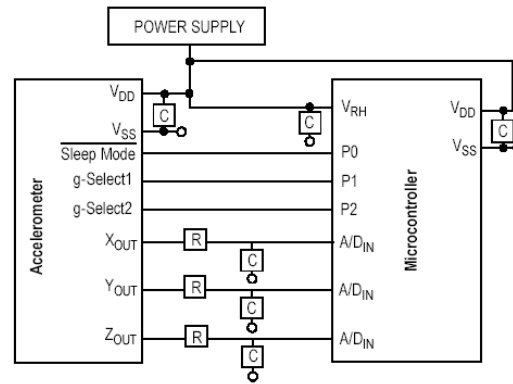 POWER SUPPLY
Accelerometer
VDD
C
VSS
Sleep Mode
g-Select1
g-Select2
XOUT
YOUT
ZOUT
R
C
R
C
R
C
C
Microcontroller
VRH
P0
P1
P2
A/DIN
A/DIN
A/DIN
VDD
C
VSS